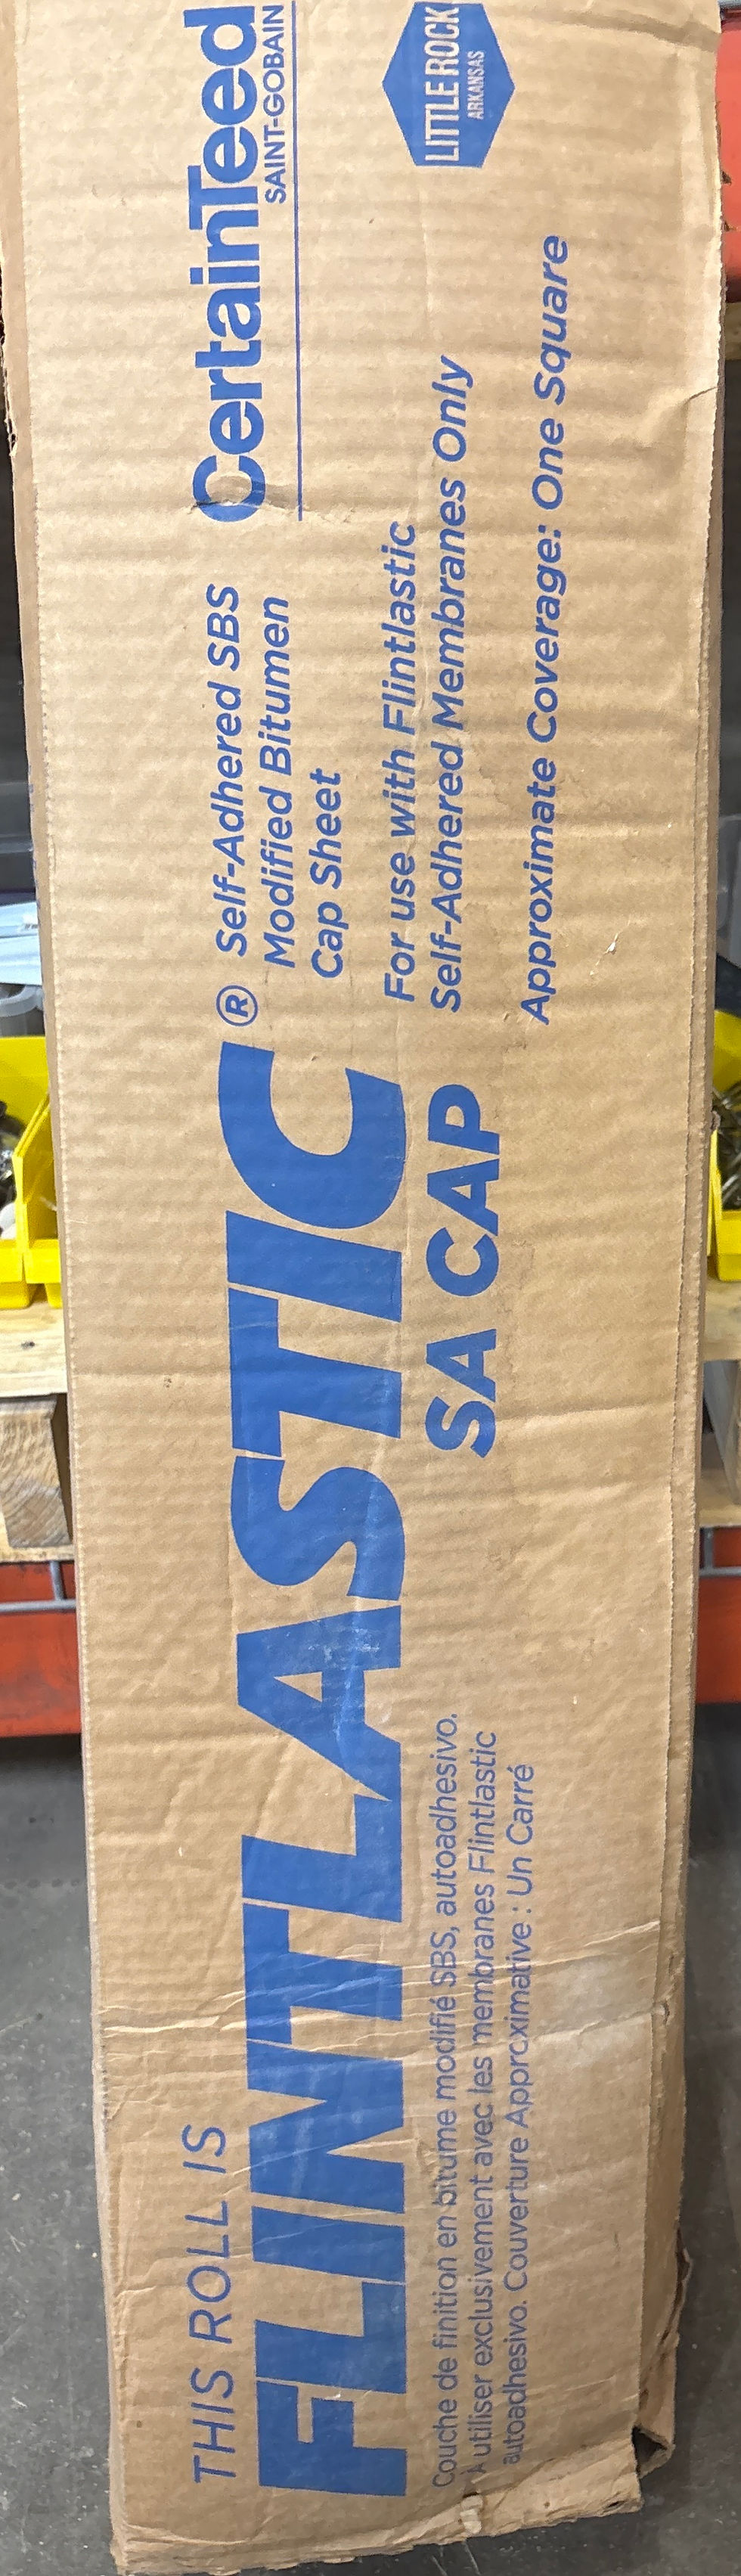 THIS ROLL IS
FLINTLASTIC®
SA CAP
Couche de finition en bitume modifié SBS, autoadhesivo.
À utiliser exclusivement avec les membranes Flintlastic
autoadhesivo. Couverture Approximative : Un Carré
Self-Adhered SBS
Modified Bitumen
Cap Sheet
For use with Flintlastic
Self-Adhered Membranes Only
Approximate Coverage: One Square
CertainTeed
SAINT-GOBAIN
LITTLE ROCK
ARKANSAS